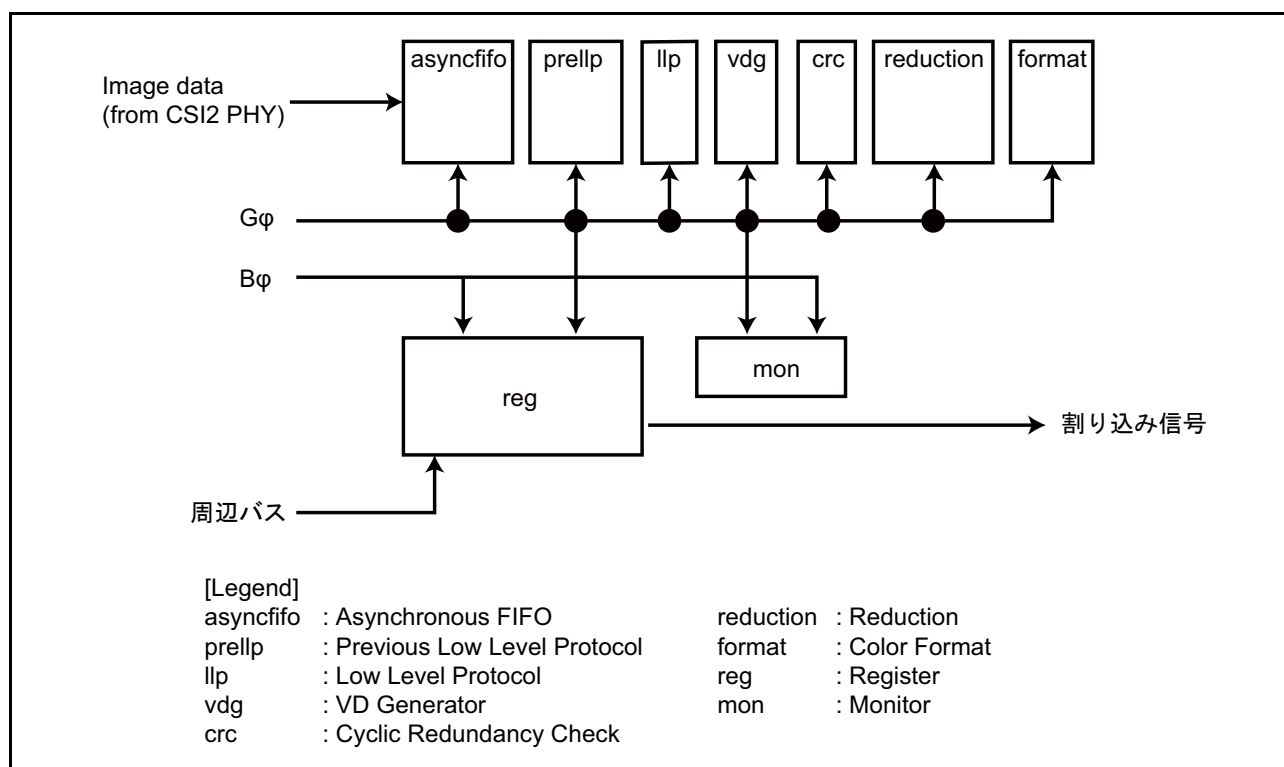 asyncfifo prellp llp vdg crc reduction format
Image data
(from CSI2 PHY)
Gφ
Bφ
reg
mon
割り込み信号
周辺バス
[Legend]
asyncfifo : Asynchronous FIFO
prellp : Previous Low Level Protocol
llp : Low Level Protocol
vdg : VD Generator
crc : Cyclic Redundancy Check
reduction : Reduction
format : Color Format
reg : Register
mon : Monitor